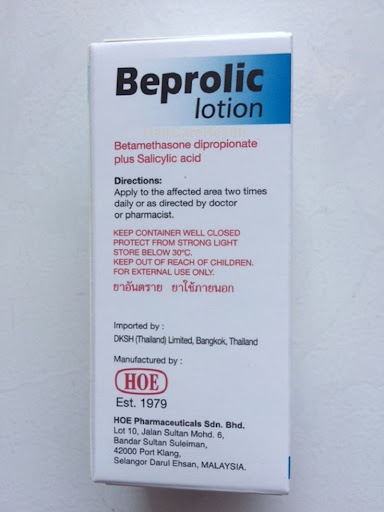 Beprolic
lotion
Betamethasone dipropionate
plus Salicylic acid
Directions:
Apply to the affected area two times
daily or as directed by doctor
or pharmacist.
KEEP CONTAINER WELL CLOSED
PROTECT FROM STRONG LIGHT
STORE BELOW 30°C.
KEEP OUT OF REACH OF CHILDREN.
FOR EXTERNAL USE ONLY.
ยาอันตราย ยาใช้ภายนอก
Imported by :
DKSH (Thailand) Limited, Bangkok, Thailand
Manufactured by :
HOE
Est. 1979
HOE Pharmaceuticals Sdn. Bhd.
Lot 10, Jalan Sultan Mohd. 6,
Bandar Sultan Suleiman,
42000 Port Klang,
Selangor Darul Ehsan, MALAYSIA.